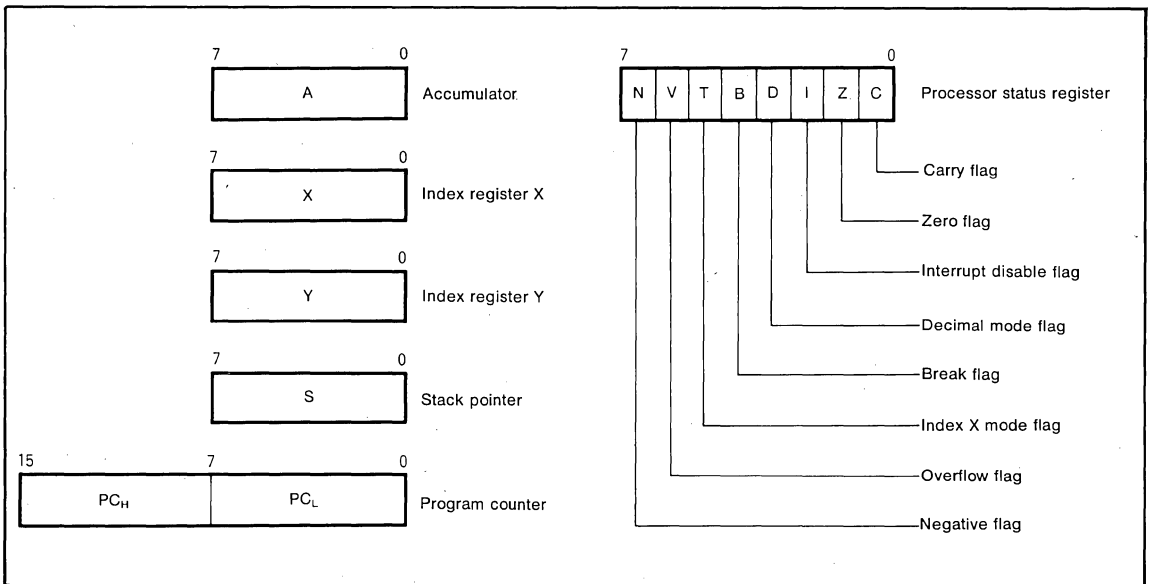 7 0
A Accumulator
7 0
X Index register X
7 0
Y Index register Y
7 0
S Stack pointer
15 7 0
PCH PCL Program counter
7 0
N V T B D I Z C Processor status register
Carry flag
Zero flag
Interrupt disable flag
Decimal mode flag
Break flag
Index X mode flag
Overflow flag
Negative flag